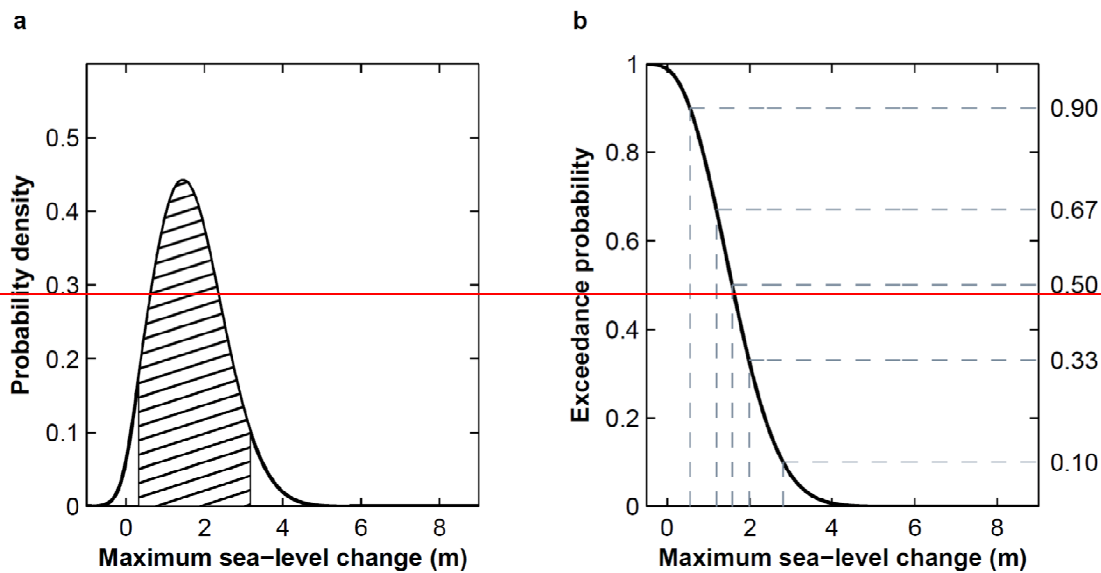 a
Probability density
0.5
0.4
0.3
0.2
0.1
0
0 2 4 6 8
Maximum sea−level change (m)
b
Exceedance probability
1
0.8
0.6
0.4
0.2
0
0 2 4 6 8
Maximum sea−level change (m)
0.90
0.67
0.50
0.33
0.10